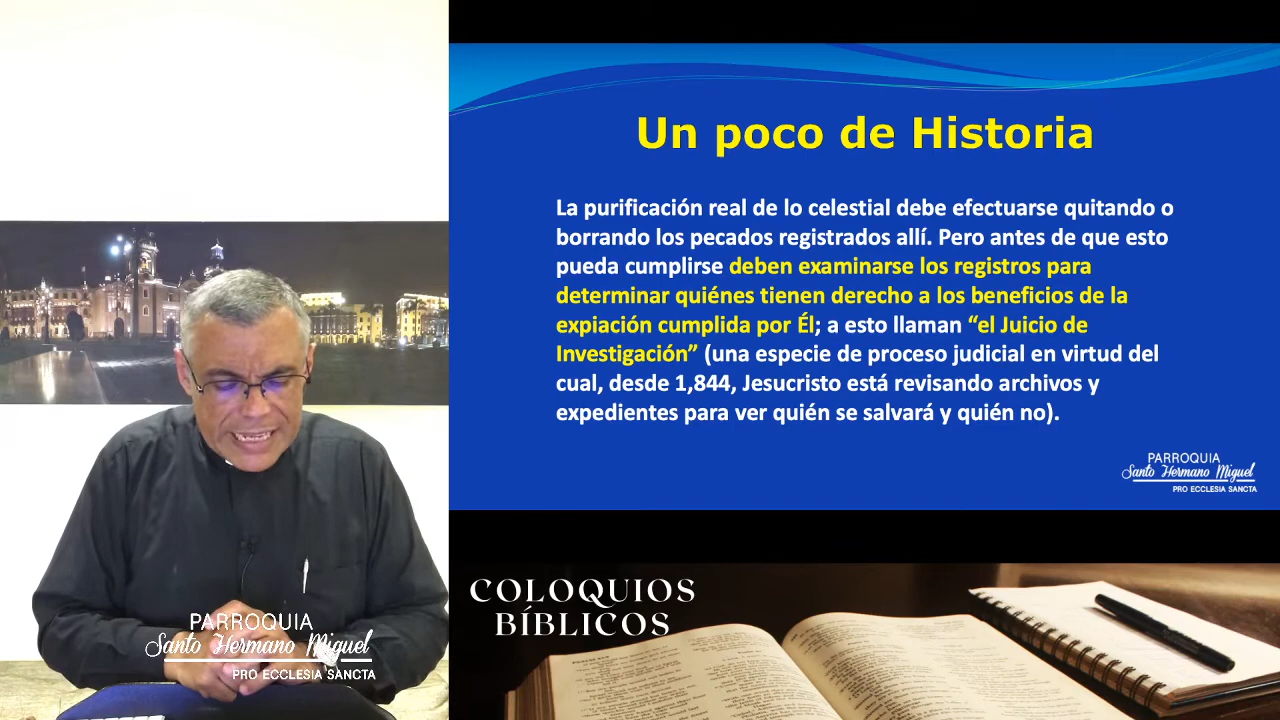 Un poco de Historia
La purificación real de lo celestial debe efectuarse quitando o
borrando los pecados registrados allí. Pero antes de que esto
pueda cumplirse deben examinarse los registros para
determinar quiénes tienen derecho a los beneficios de la
expiación cumplida por Él; a esto llaman “el Juicio de
Investigación” (una especie de proceso judicial en virtud del
cual, desde 1,844, Jesucristo está revisando archivos y
expedientes para ver quién se salvará y quién no).
PARROQUIA
Santo Hermano Miguel
PRO ECCLESIA SANCTA
COLOQUIOS
BÍBLICOS
PARROQUIA
Santo Hermano Miguel
PRO ECCLESIA SANCTA